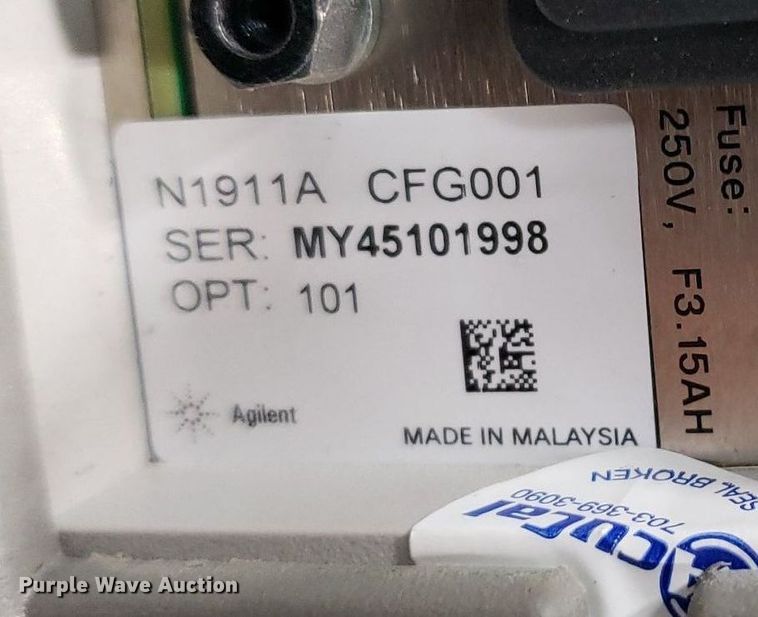 N1911A CFG001
SER: MY45101998
OPT: 101
Agilent
MADE IN MALAYSIA
Fuse:
250V, F3.15AH
SEAL BROKEN
703-369-3090
AcuCal
Purple Wave Auction